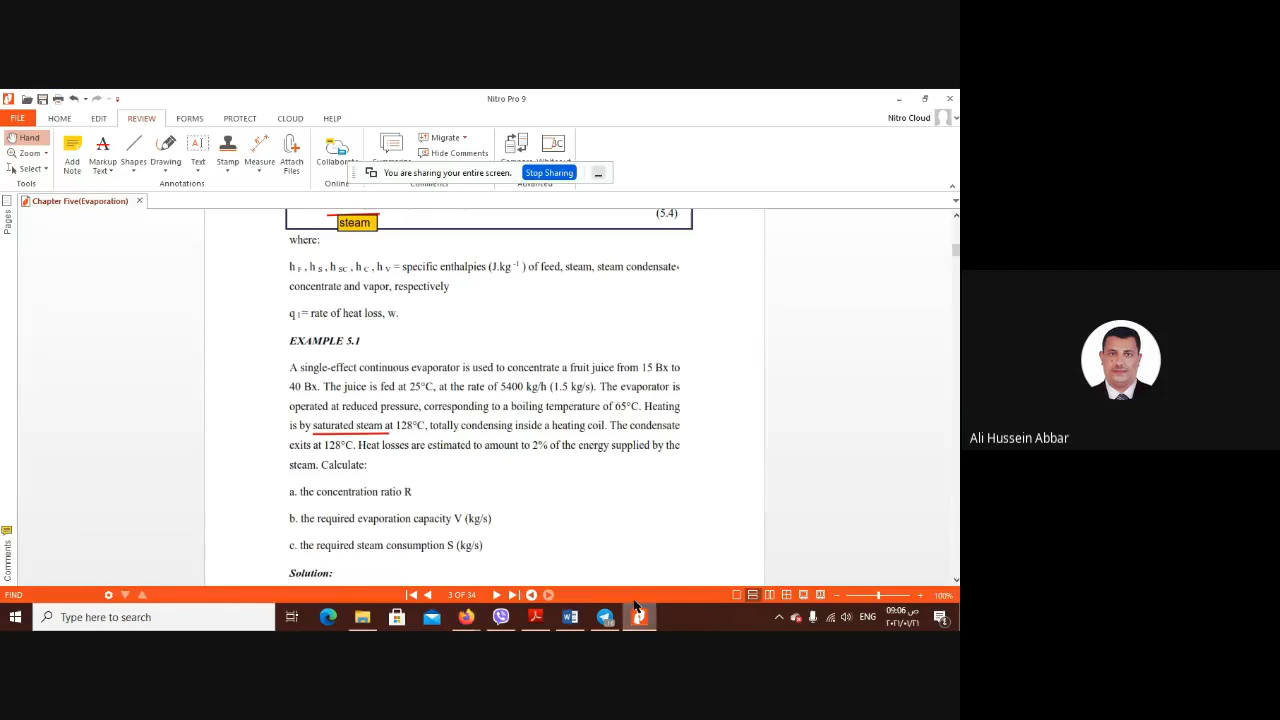 Nitro Pro 9
Nitro Cloud
FILE HOME EDIT REVIEW FORMS PROTECT CLOUD HELP
Hand
Zoom
Select
Tools
Add Note
Markup Text
Shapes
Drawing
Text
Stamp
Measure
Attach Files
Annotations
Collaborate
Online
Migrate
Hide Comments
You are sharing your entire screen. Stop Sharing
Chapter Five(Evaporation)
Pages
Comments
(5.4)
steam
where:
h F , h S , h SC , h C , h V = specific enthalpies (J.kg -1 ) of feed, steam, steam condensate,
concentrate and vapor, respectively
q l = rate of heat loss, w.
EXAMPLE 5.1
A single-effect continuous evaporator is used to concentrate a fruit juice from 15 Bx to
40 Bx. The juice is fed at 25°C, at the rate of 5400 kg/h (1.5 kg/s). The evaporator is
operated at reduced pressure, corresponding to a boiling temperature of 65°C. Heating
is by saturated steam at 128°C, totally condensing inside a heating coil. The condensate
exits at 128°C. Heat losses are estimated to amount to 2% of the energy supplied by the
steam. Calculate:
a. the concentration ratio R
b. the required evaporation capacity V (kg/s)
c. the required steam consumption S (kg/s)
Solution:
FIND
3 OF 34
100%
Type here to search
ENG
09:06 ص
Ali Hussein Abbar